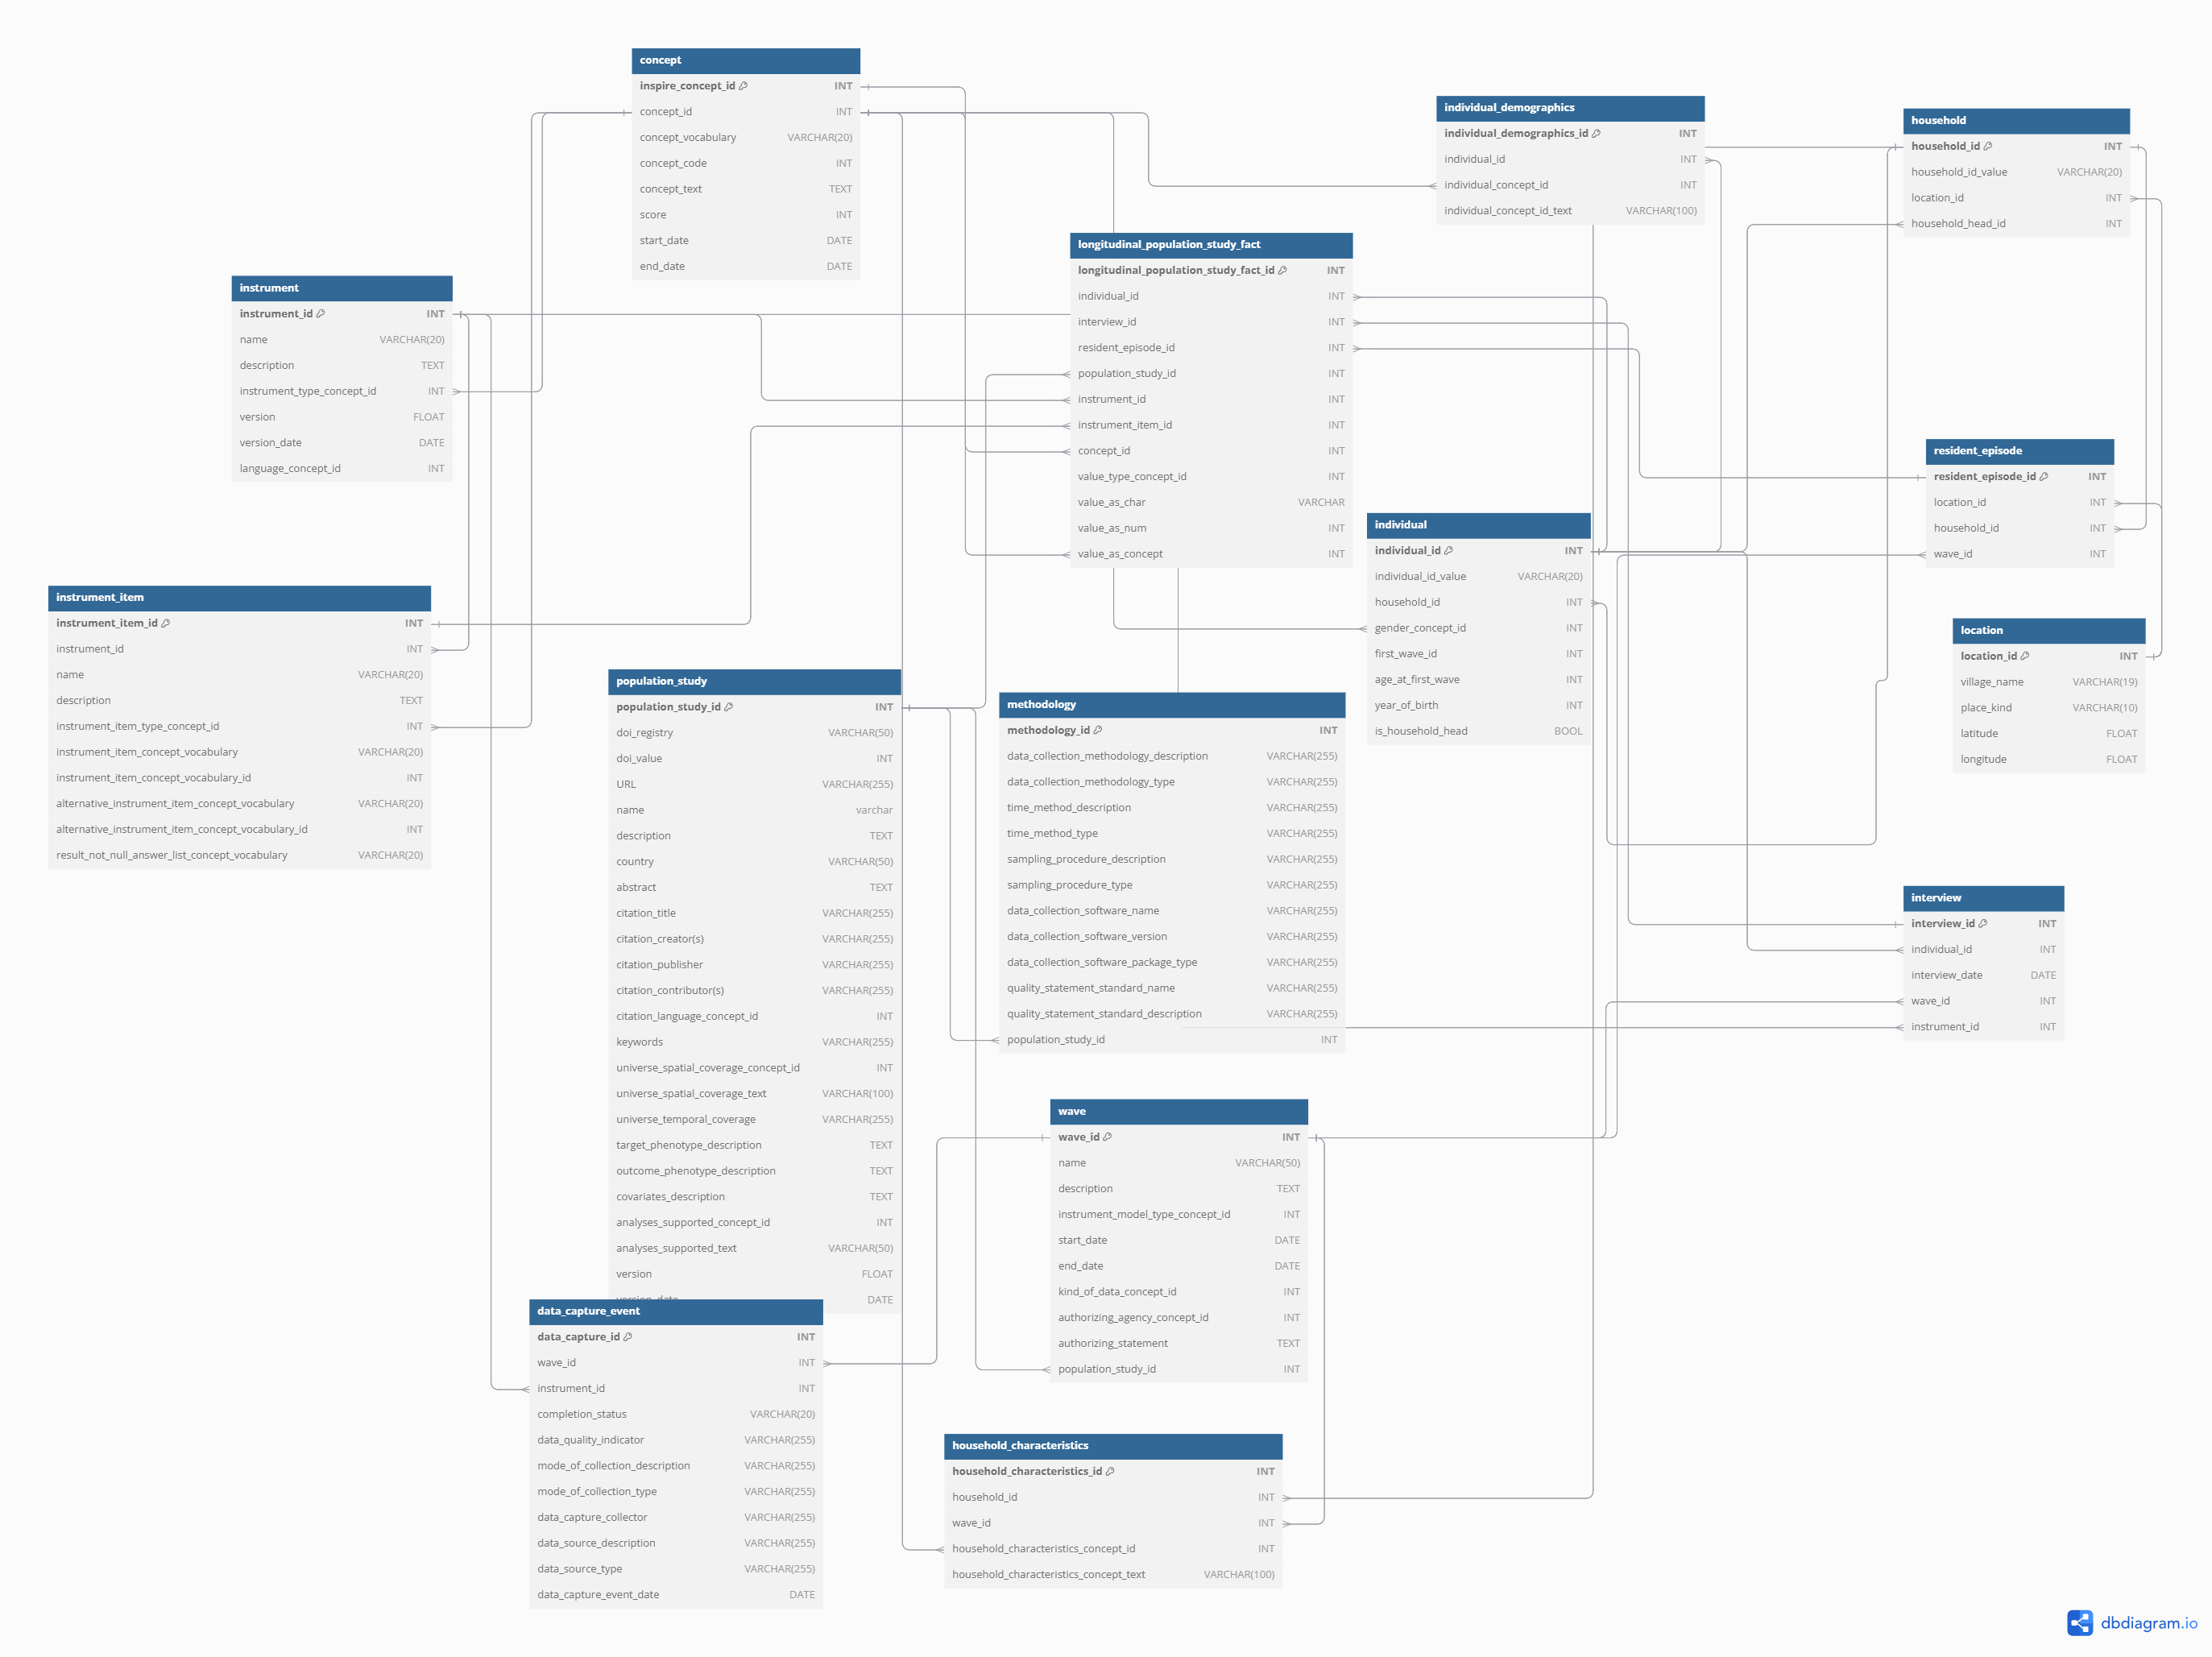 concept
inspire_concept_id INT
concept_id INT
concept_vocabulary VARCHAR(20)
concept_code INT
concept_text TEXT
score INT
start_date DATE
end_date DATE
individual_demographics
individual_demographics_id INT
individual_id INT
individual_concept_id INT
individual_concept_id_text VARCHAR(100)
household
household_id INT
household_id_value VARCHAR(20)
location_id INT
household_head_id INT
longitudinal_population_study_fact
longitudinal_population_study_fact_id INT
individual_id INT
interview_id INT
resident_episode_id INT
population_study_id INT
instrument_id INT
instrument_item_id INT
concept_id INT
value_type_concept_id INT
value_as_char VARCHAR
value_as_num INT
value_as_concept INT
instrument
instrument_id INT
name VARCHAR(20)
description TEXT
instrument_type_concept_id INT
version FLOAT
version_date DATE
language_concept_id INT
resident_episode
resident_episode_id INT
location_id INT
household_id INT
wave_id INT
individual
individual_id INT
individual_id_value VARCHAR(20)
household_id INT
gender_concept_id INT
first_wave_id INT
age_at_first_wave INT
year_of_birth INT
is_household_head BOOL
instrument_item
instrument_item_id INT
instrument_id INT
name VARCHAR(20)
description TEXT
instrument_item_type_concept_id INT
instrument_item_concept_vocabulary VARCHAR(20)
instrument_item_concept_vocabulary_id INT
alternative_instrument_item_concept_vocabulary VARCHAR(20)
alternative_instrument_item_concept_vocabulary_id INT
result_not_null_answer_list_concept_vocabulary VARCHAR(20)
location
location_id INT
village_name VARCHAR(19)
place_kind VARCHAR(10)
latitude FLOAT
longitude FLOAT
population_study
population_study_id INT
doi_registry VARCHAR(50)
doi_value INT
URL VARCHAR(255)
name varchar
description TEXT
country VARCHAR(50)
abstract TEXT
citation_title VARCHAR(255)
citation_creator(s) VARCHAR(255)
citation_publisher VARCHAR(255)
citation_contributor(s) VARCHAR(255)
citation_language_concept_id INT
keywords VARCHAR(255)
universe_spatial_coverage_concept_id INT
universe_spatial_coverage_text VARCHAR(100)
universe_temporal_coverage VARCHAR(255)
target_phenotype_description TEXT
outcome_phenotype_description TEXT
covariates_description TEXT
analyses_supported_concept_id INT
analyses_supported_text VARCHAR(50)
version FLOAT
version_date DATE
methodology
methodology_id INT
data_collection_methodology_description VARCHAR(255)
data_collection_methodology_type VARCHAR(255)
time_method_description VARCHAR(255)
time_method_type VARCHAR(255)
sampling_procedure_description VARCHAR(255)
sampling_procedure_type VARCHAR(255)
data_collection_software_name VARCHAR(255)
data_collection_software_version VARCHAR(255)
data_collection_software_package_type VARCHAR(255)
quality_statement_standard_name VARCHAR(255)
quality_statement_standard_description VARCHAR(255)
population_study_id INT
interview
interview_id INT
individual_id INT
interview_date DATE
wave_id INT
instrument_id INT
wave
wave_id INT
name VARCHAR(50)
description TEXT
instrument_model_type_concept_id INT
start_date DATE
end_date DATE
kind_of_data_concept_id INT
authorizing_agency_concept_id INT
authorizing_statement TEXT
population_study_id INT
data_capture_event
data_capture_id INT
wave_id INT
instrument_id INT
completion_status VARCHAR(20)
data_quality_indicator VARCHAR(255)
mode_of_collection_description VARCHAR(255)
mode_of_collection_type VARCHAR(255)
data_capture_collector VARCHAR(255)
data_source_description VARCHAR(255)
data_source_type VARCHAR(255)
data_capture_event_date DATE
household_characteristics
household_characteristics_id INT
household_id INT
wave_id INT
household_characteristics_concept_id INT
household_characteristics_concept_text VARCHAR(100)
dbdiagram.io